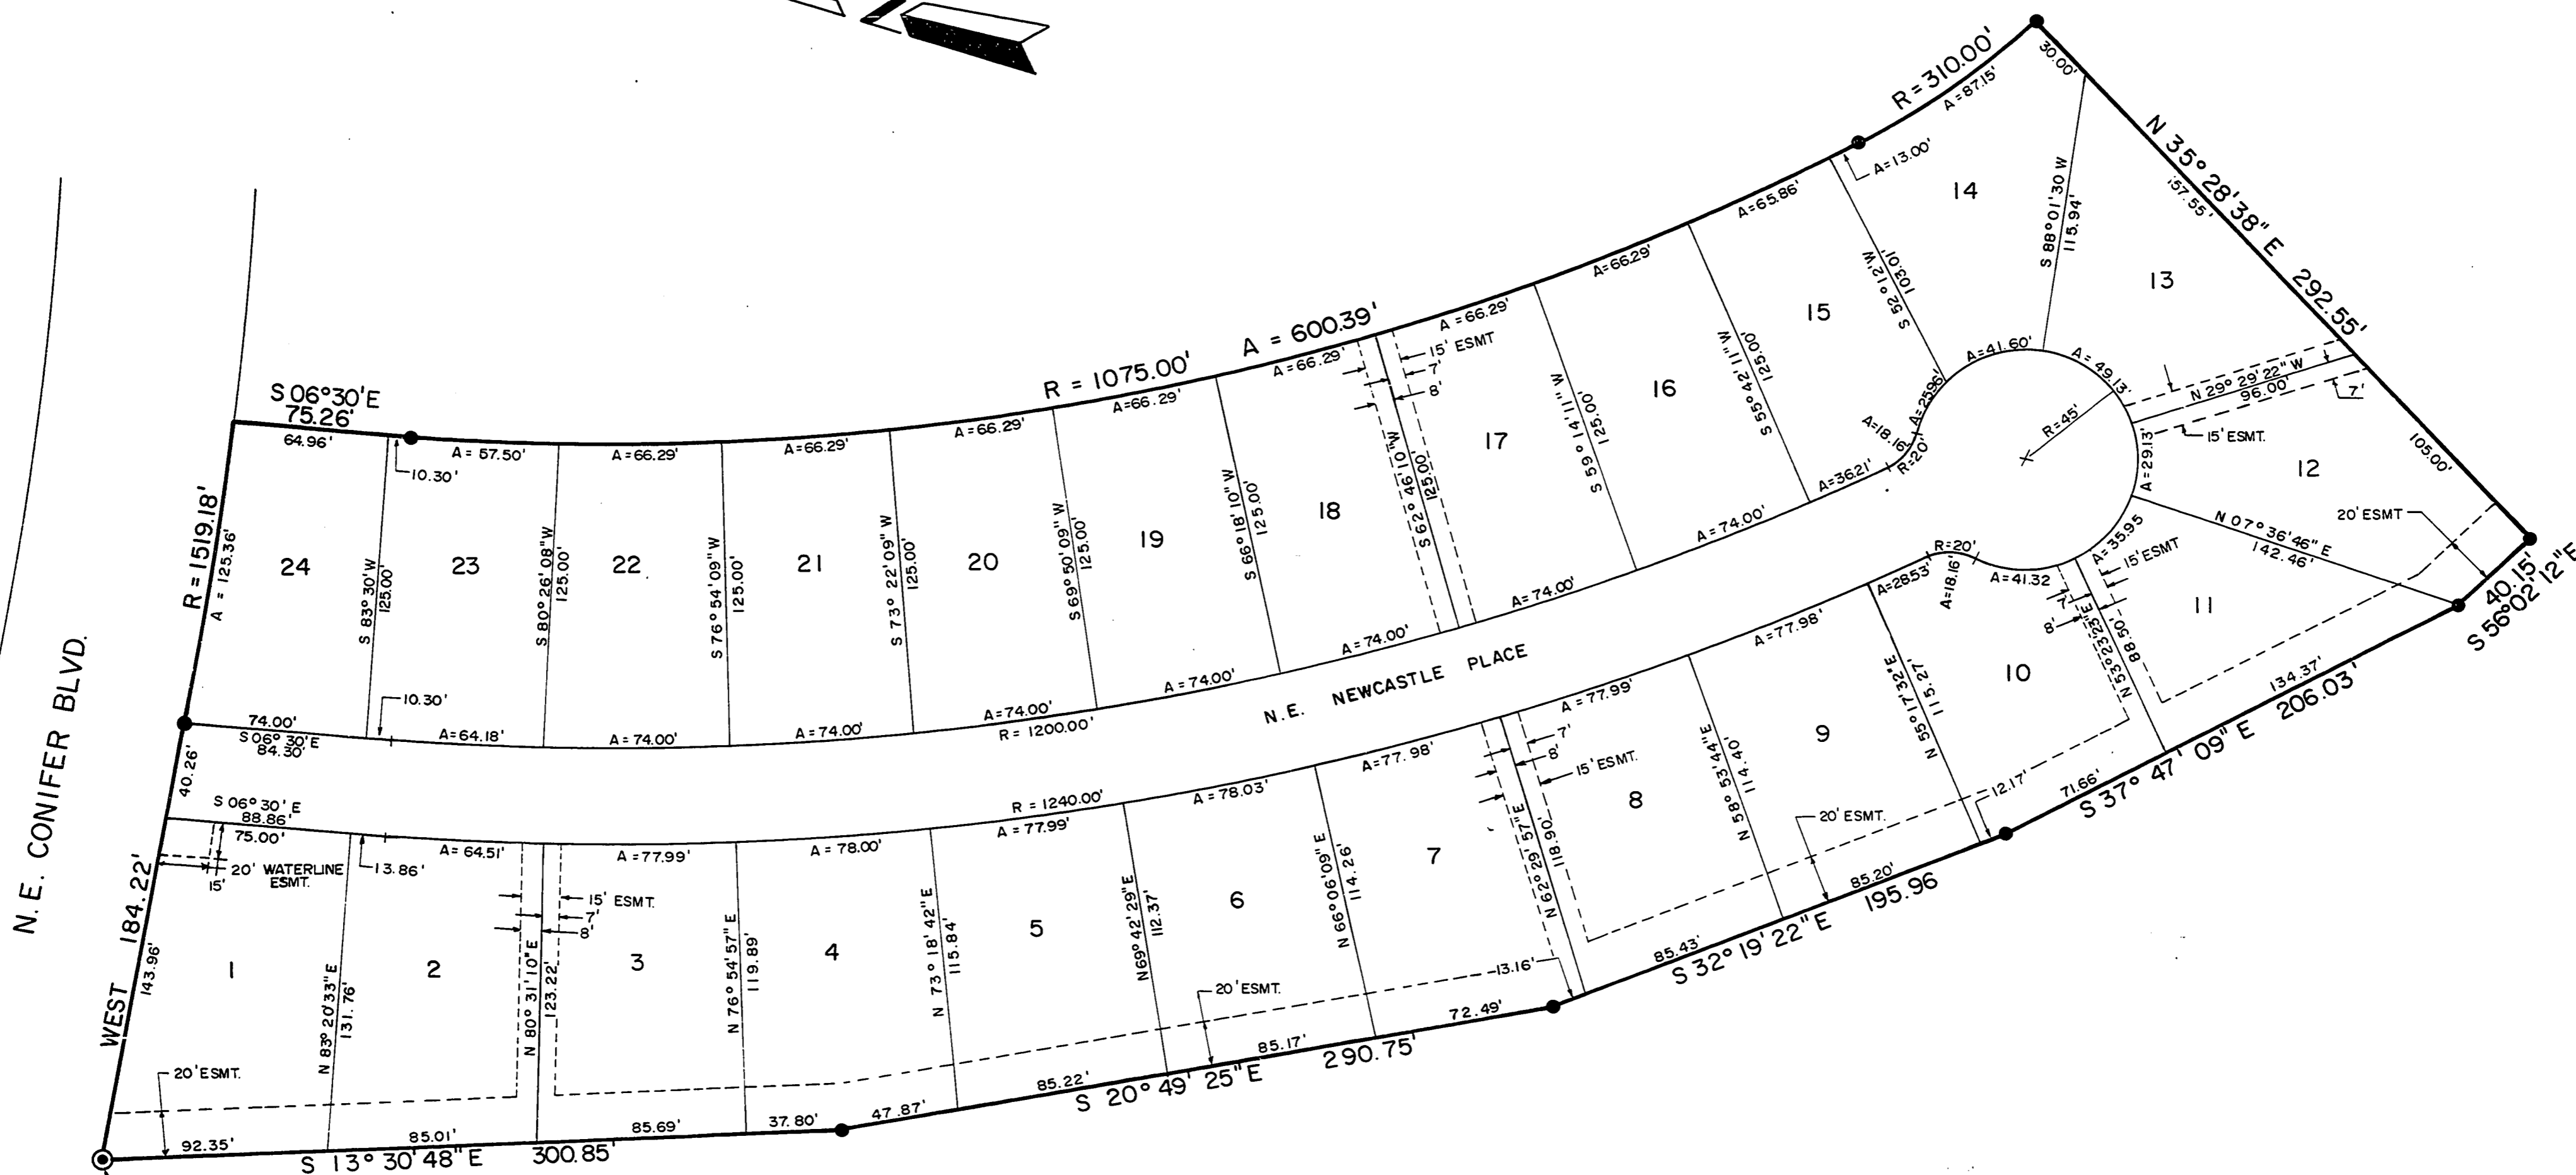 R = 310.00'
A = 87.15'
30.00'
A = 13.00'
N 35° 28' 38" E 292.55'
157.55'
105.00'
14
S 88° 01' 30 W
115.94'
13
S 52° 12' W
103.01'
A=65.86'
15
S 55° 42' 11" W
125.00'
A=66.29'
16
S 59° 14' 11" W
125.00'
A = 66.29'
15' ESMT
7'
8'
17
S 62° 46' 10" W
125.00'
A = 600.39'
R = 1075.00'
A=66.29'
18
S 66° 18' 10" W
125.00'
A=66.29'
19
S 69° 50' 09" W
125.00'
A=66.29'
20
S 73° 22' 09" W
125.00'
A=66.29'
21
S 76° 54' 09" W
125.00'
A=66.29'
22
S 80° 26' 08" W
125.00'
A = 57.50'
23
S 83° 30' W
125.00'
10.30'
S 06°30'E
75.26'
64.96'
24
R = 1519.18'
A = 125.36'
A=41.60'
A = 49.13'
N 29° 29' 22" W
96.00'
7'
15' ESMT.
R=45'
A = 29.13'
12
20' ESMT
N 07° 36' 46" E
142.46'
40.15'
S 56° 02' 12" E
A = 25.96'
A=18.16'
R=20'
A=36.21'
A = 74.00'
A = 74.00'
A = 74.00'
A = 74.00'
A = 74.00'
A = 74.00'
A = 74.00'
A=64.18'
10.30'
74.00'
S 06° 30'E
84.30'
R = 1200.00'
N.E. NEWCASTLE PLACE
N.E. CONIFER BLVD.
40.26'
WEST 184.22'
143.96'
S 06° 30' E
88.86'
75.00'
13.86'
20' WATERLINE
ESMT.
15'
A = 64.51'
A = 77.99'
A = 78.00'
R = 1240.00'
A = 77.99'
A = 78.03'
A=77.98'
A = 77.99'
A=77.98'
A=28.53'
R=20'
A=18.16'
A = 41.32
A = 35.95
15' ESMT
7'
8'
N 53° 23' 23" E
88.50'
11
10
134.37'
S 37° 47' 09" E 206.03'
71.66'
12.17'
N 55° 17' 32" E
115.27'
9
20' ESMT.
N 58° 53' 44" E
114.40'
8
7'
8'
15' ESMT.
N 62° 29' 57" E
118.90'
7
85.20'
85.43'
S 32° 19' 22" E 195.96
13.16'
N 66° 06' 09" E
114.26'
6
N69° 42' 29"E
112.37'
5
20' ESMT.
N 73° 18' 42" E
115.84'
4
N 76° 54' 57" E
119.89'
3
15' ESMT.
7'
8'
N 80° 31' 10" E
123.22'
2
N 83° 20' 33" E
131.76'
1
20' ESMT.
72.49'
85.17'
85.22'
47.87'
S 20° 49' 25" E 290.75'
37.80'
85.69'
85.01'
92.35'
S 13° 30' 48" E 300.85'